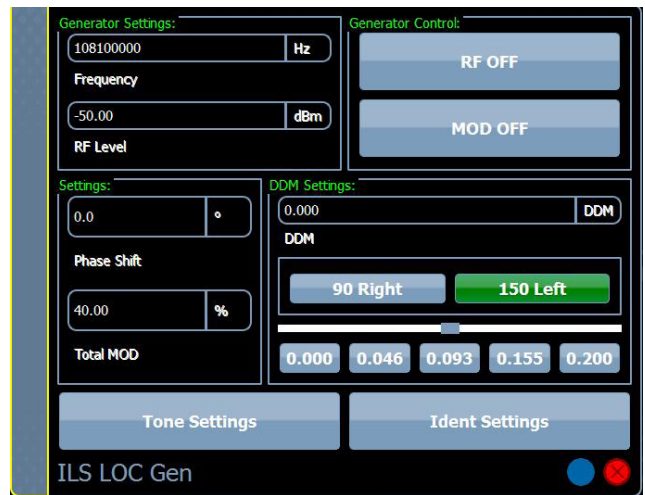 Generator Settings:
Generator Control:
108100000 Hz
Frequency
-50.00 dBm
RF Level
RF OFF
MOD OFF
Settings:
0.0 °
Phase Shift
40.00 %
Total MOD
DDM Settings:
0.000 DDM
DDM
90 Right 150 Left
0.000 0.046 0.093 0.155 0.200
Tone Settings Ident Settings
ILS LOC Gen